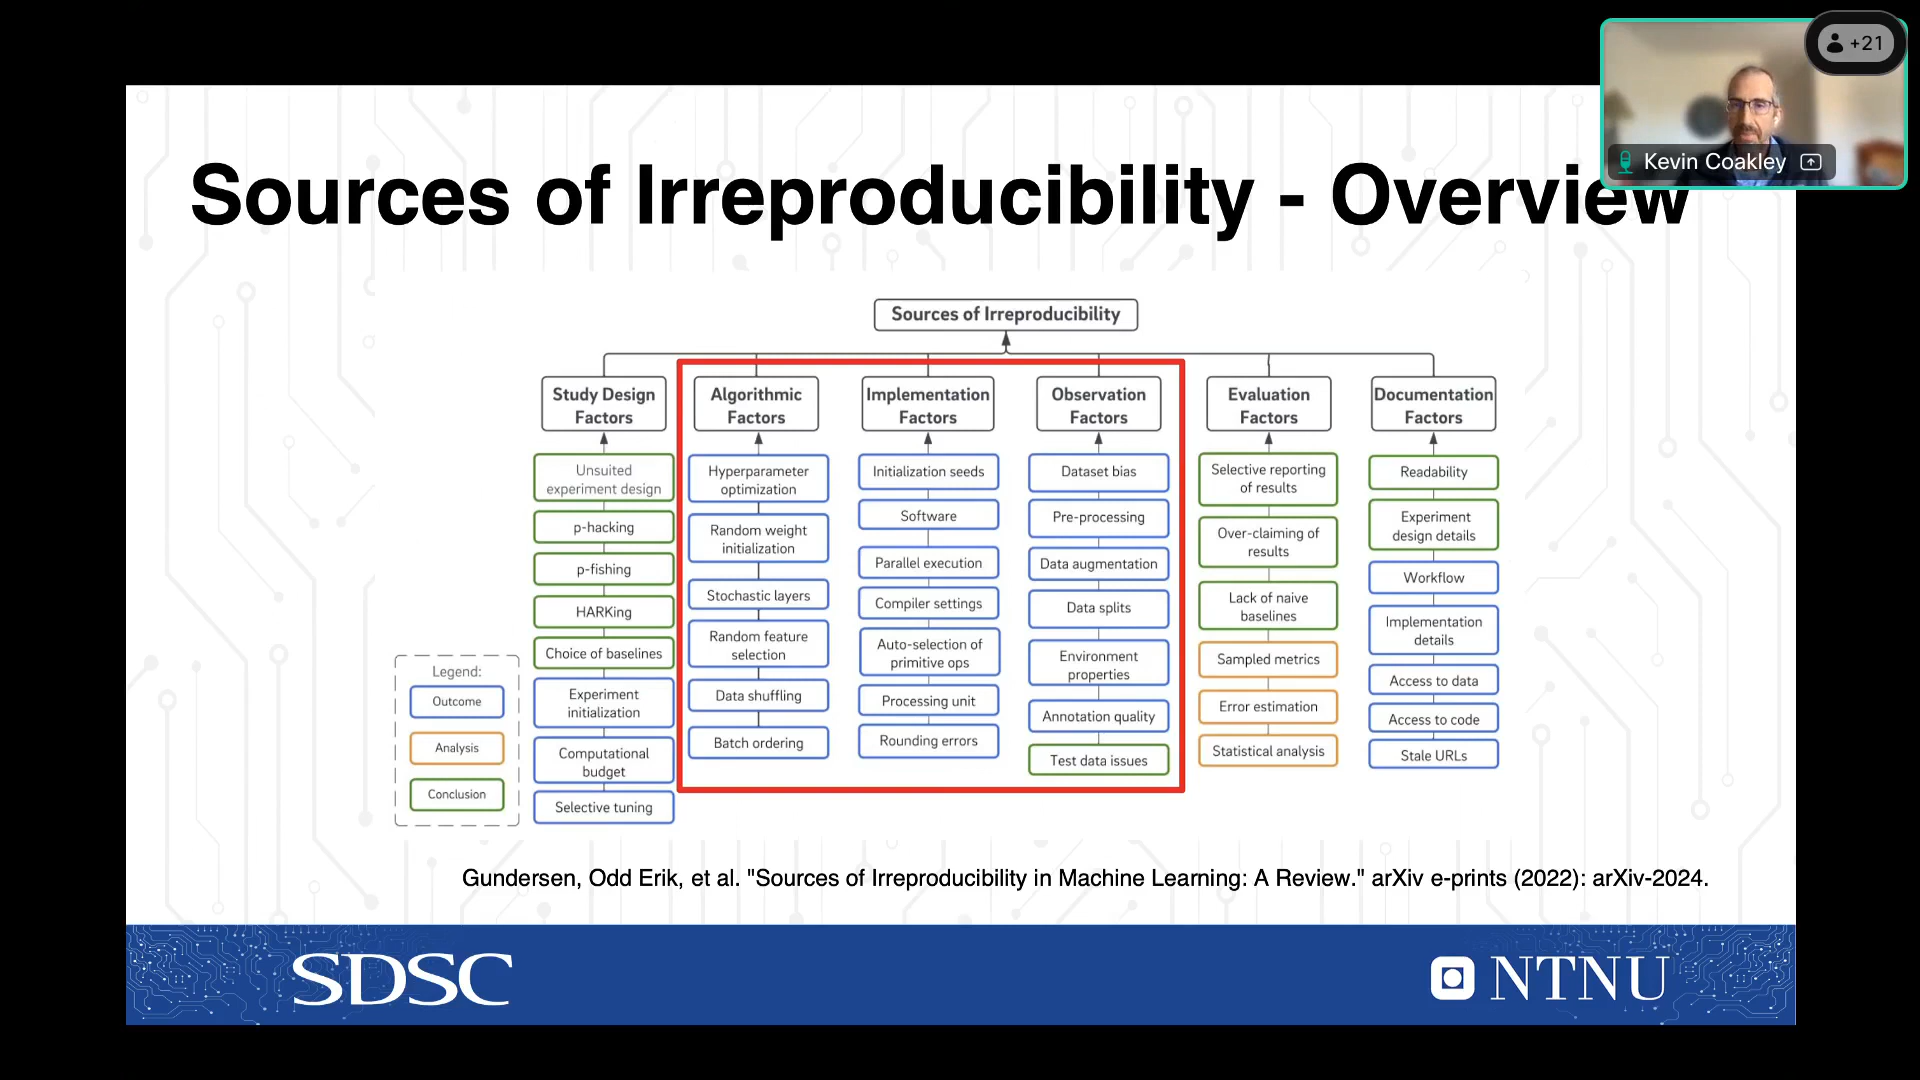 +21
Kevin Coakley
Sources of Irreproducibility - Overview
Sources of Irreproducibility
Study Design
Factors
Unsuited
experiment design
p-hacking
p-fishing
HARKing
Choice of baselines
Experiment
initialization
Computational
budget
Selective tuning
Algorithmic
Factors
Hyperparameter
optimization
Random weight
initialization
Stochastic layers
Random feature
selection
Data shuffling
Batch ordering
Implementation
Factors
Initialization seeds
Software
Parallel execution
Compiler settings
Auto-selection of
primitive ops
Processing unit
Rounding errors
Observation
Factors
Dataset bias
Pre-processing
Data augmentation
Data splits
Environment
properties
Annotation quality
Test data issues
Evaluation
Factors
Selective reporting
of results
Over-claiming of
results
Lack of naive
baselines
Sampled metrics
Error estimation
Statistical analysis
Documentation
Factors
Readability
Experiment
design details
Workflow
Implementation
details
Access to data
Access to code
Stale URLs
Legend:
Outcome
Analysis
Conclusion
Gundersen, Odd Erik, et al. "Sources of Irreproducibility in Machine Learning: A Review." arXiv e-prints (2022): arXiv-2024.
SDSC
NTNU